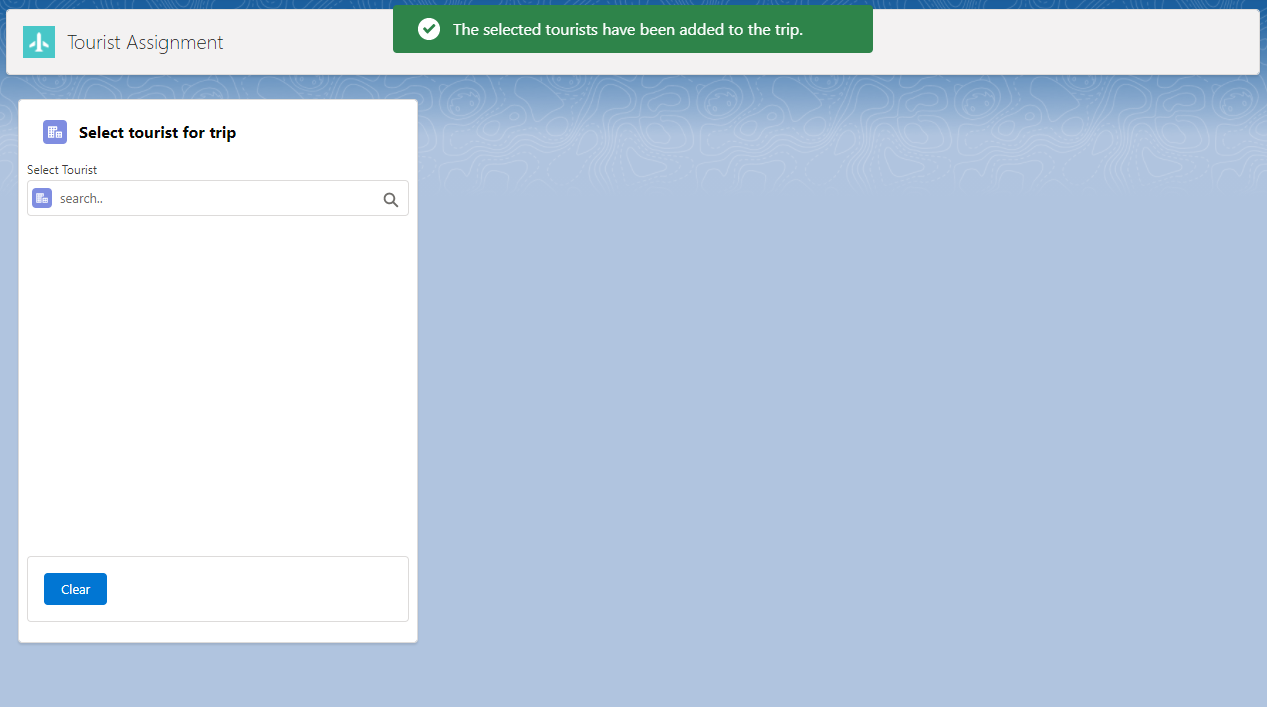 The selected tourists have been added to the trip.
Tourist Assignment
Select tourist for trip
Select Tourist
search..
Clear